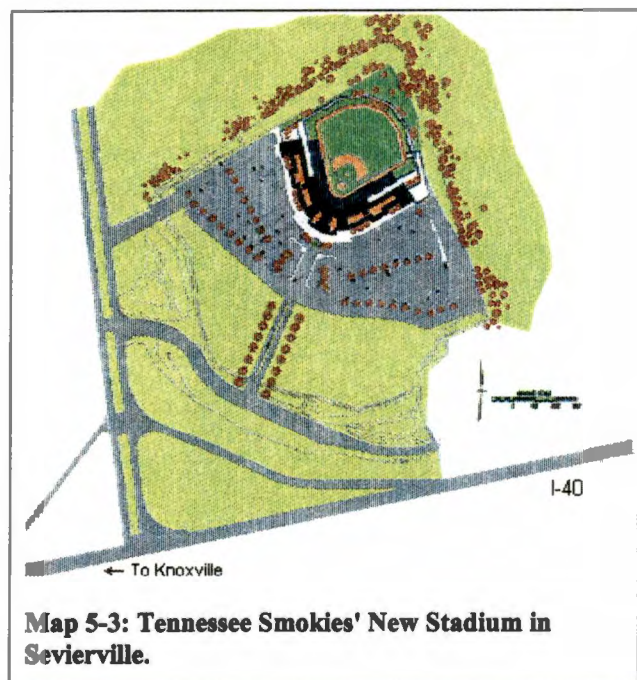 I-40
← To Knoxville
Map 5-3: Tennessee Smokies' New Stadium in
Sevierville.